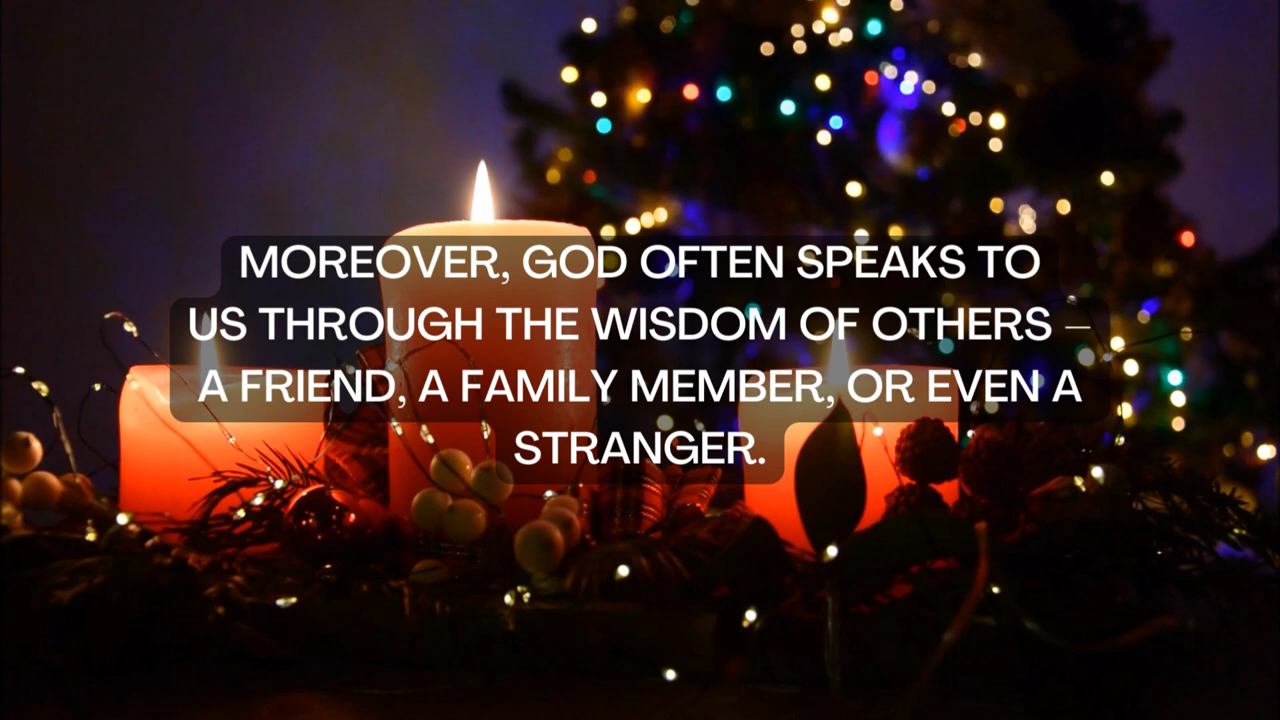 MOREOVER, GOD OFTEN SPEAKS TO
US THROUGH THE WISDOM OF OTHERS –
A FRIEND, A FAMILY MEMBER, OR EVEN A
STRANGER.